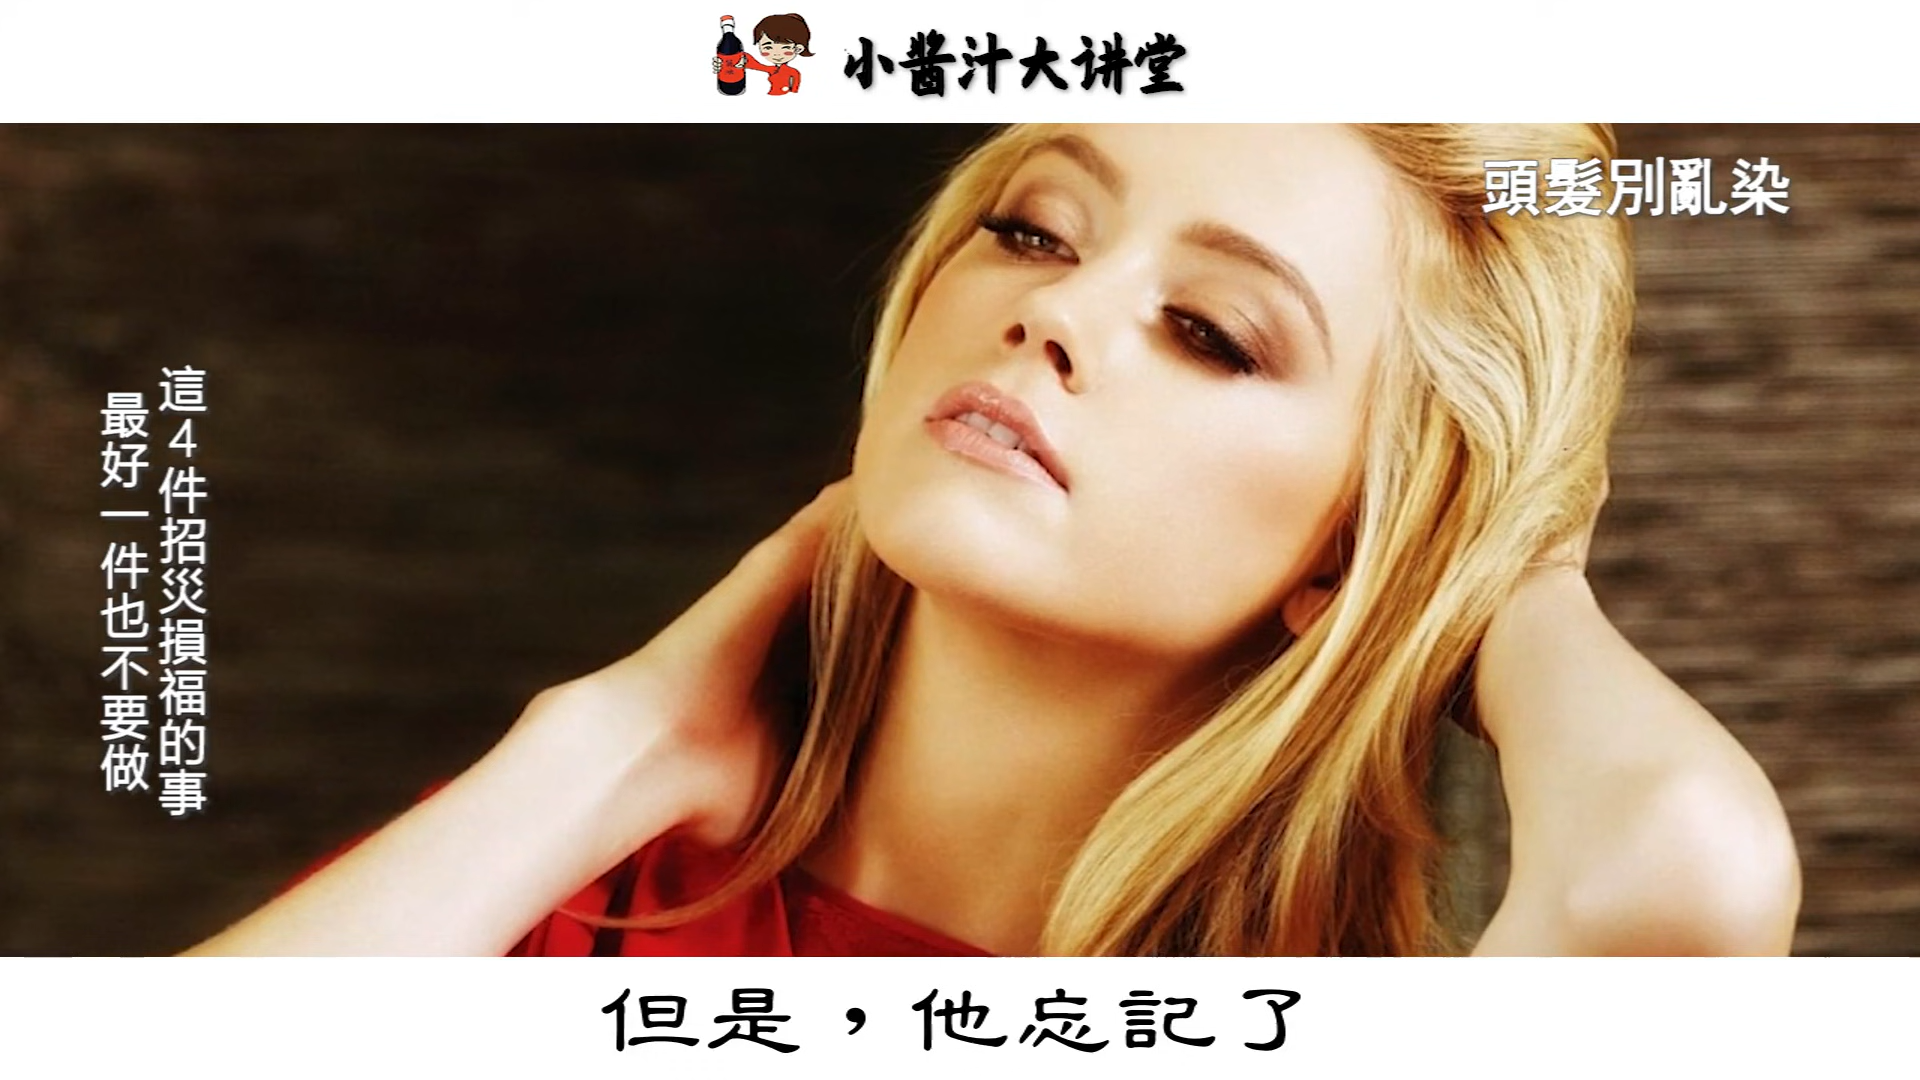 小酱汁大讲堂
頭髮別亂染
這4件招災損福的事
最好一件也不要做
但是，他忘記了